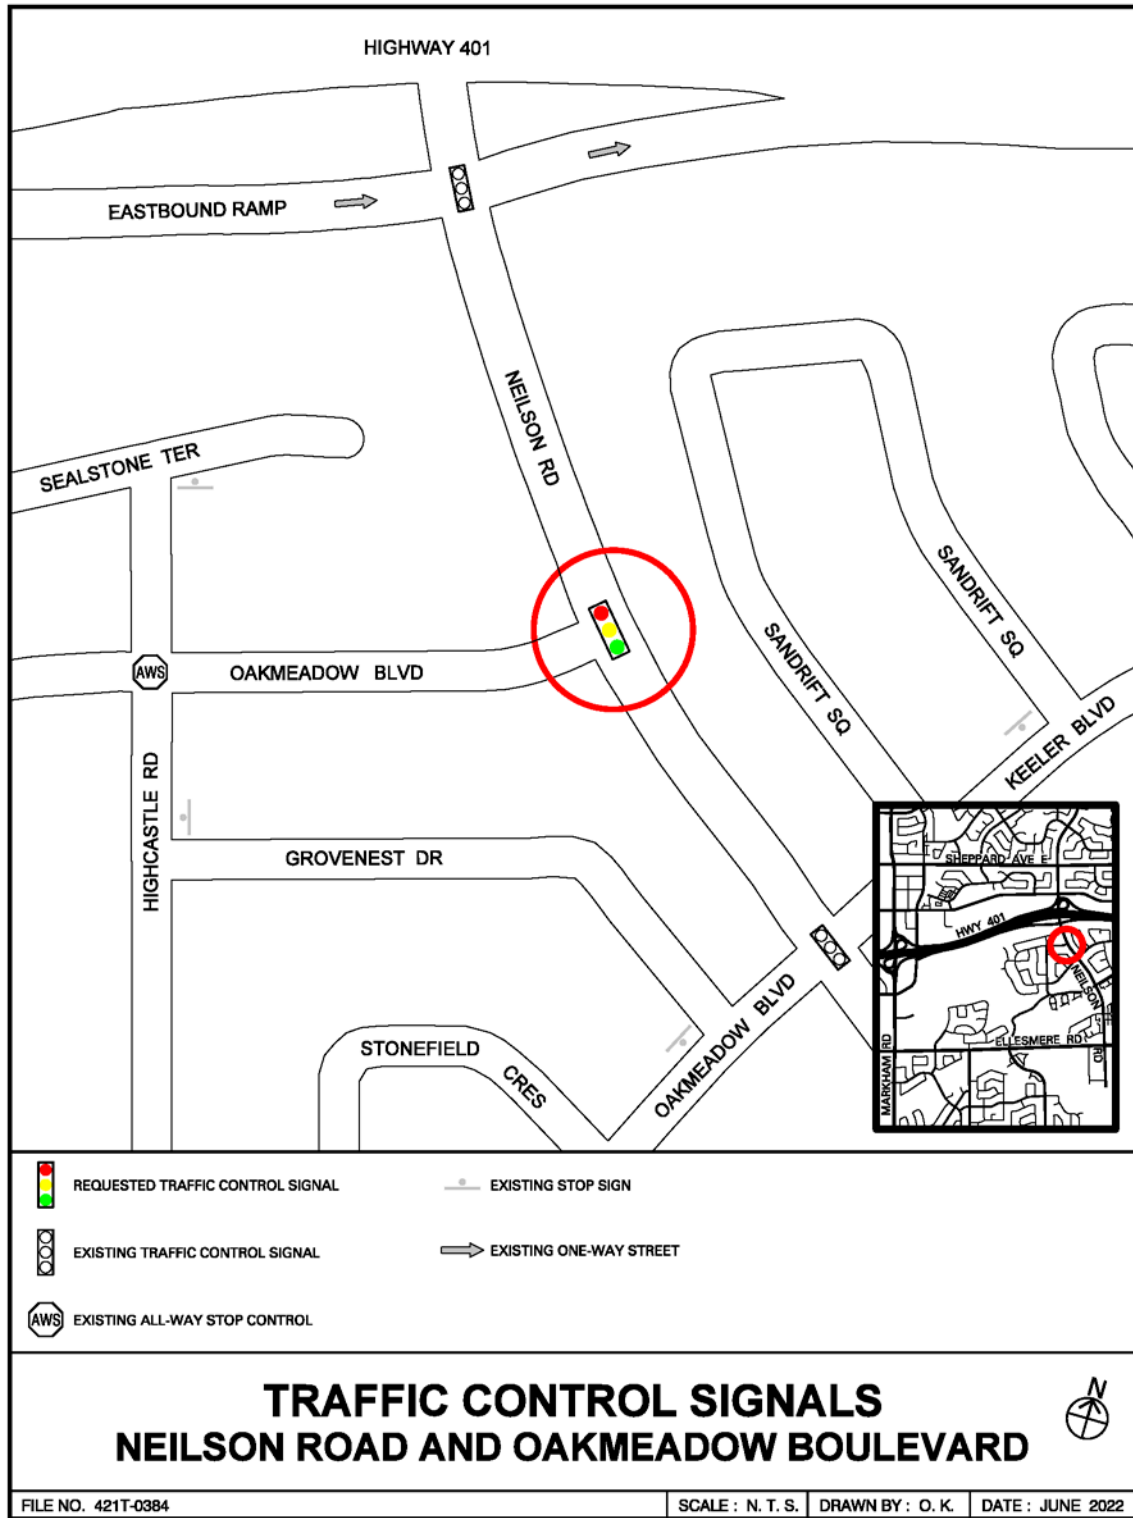 HIGHWAY 401
EASTBOUND RAMP
NEILSON RD
SEALSTONE TER
SANDRIFT SQ
SANDRIFT SQ
OAKMEADOW BLVD
AWS
KEELER BLVD
HIGHCASTLE RD
GROVENEST DR
STONEFIELD
CRES
OAKMEADOW BLVD
SHEPPARD AVE E
HWY 401
NEILSON
RD
ELLESMERE RD
MARKHAM RD
REQUESTED TRAFFIC CONTROL SIGNAL
EXISTING STOP SIGN
EXISTING TRAFFIC CONTROL SIGNAL
EXISTING ONE-WAY STREET
AWS EXISTING ALL-WAY STOP CONTROL
TRAFFIC CONTROL SIGNALS
NEILSON ROAD AND OAKMEADOW BOULEVARD
N
FILE NO. 421T-0384
SCALE : N. T. S.
DRAWN BY : O. K.
DATE : JUNE 2022